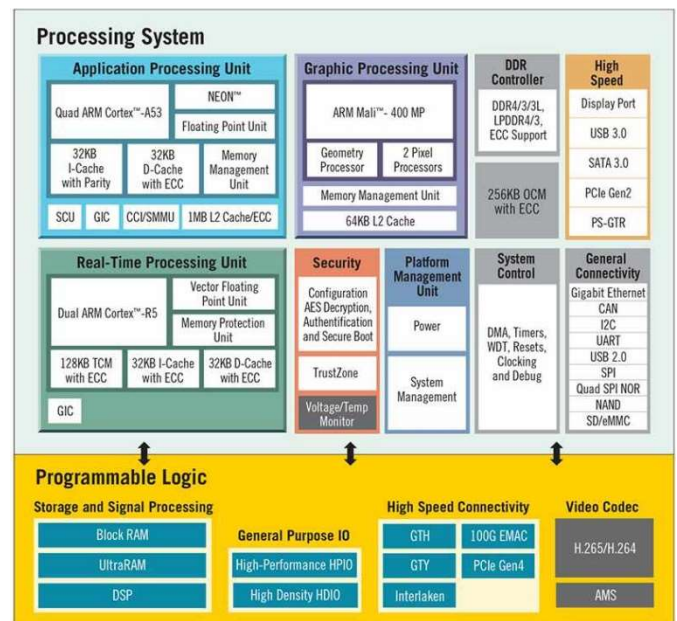 Processing System
Application Processing Unit
Quad ARM Cortex™-A53
NEON™
Floating Point Unit
32KB
I-Cache
with Parity
32KB
D-Cache
with ECC
Memory
Management
Unit
SCU
GIC
CCI/SMMU
1MB L2 Cache/ECC
Graphic Processing Unit
ARM Mali™- 400 MP
Geometry
Processor
2 Pixel
Processors
Memory Management Unit
64KB L2 Cache
DDR
Controller
DDR4/3/3L,
LPDDR4/3,
ECC Support
256KB OCM
with ECC
High
Speed
Display Port
USB 3.0
SATA 3.0
PCIe Gen2
PS-GTR
Real-Time Processing Unit
Dual ARM Cortex™-R5
Vector Floating
Point Unit
Memory Protection
Unit
128KB TCM
with ECC
32KB I-Cache
with ECC
32KB D-Cache
with ECC
GIC
Security
Configuration
AES Decryption,
Authentification
and Secure Boot
TrustZone
Voltage/Temp
Monitor
Platform
Management
Unit
Power
System
Management
System
Control
DMA, Timers,
WDT, Resets,
Clocking
and Debug
General
Connectivity
Gigabit Ethernet
CAN
I2C
UART
USB 2.0
SPI
Quad SPI NOR
NAND
SD/eMMC
Programmable Logic
Storage and Signal Processing
Block RAM
UltraRAM
DSP
General Purpose IO
High-Performance HPIO
High Density HDIO
High Speed Connectivity
GTH
100G EMAC
GTY
PCIe Gen4
Interlaken
Video Codec
H.265/H.264
AMS